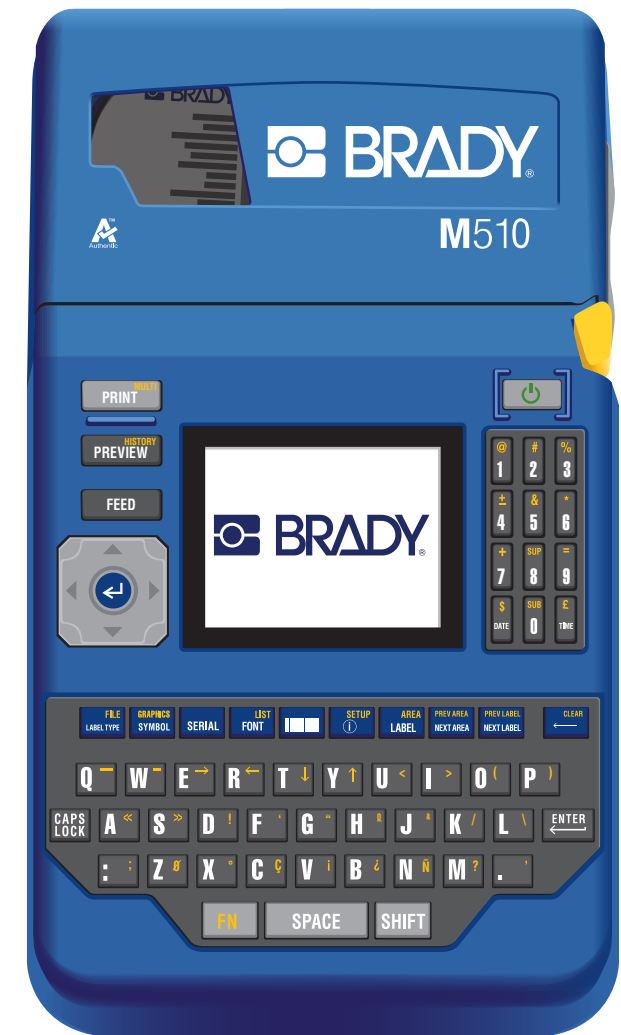 BRADY
BRADY®
M510
Authentic™
MULTI
PRINT
HISTORY
PREVIEW
FEED
BRADY®
@ # %
1 2 3
± & *
4 5 6
+ SUP =
7 8 9
$ SUB £
DATE 0 TIME
FILE GRAPHICS LIST SETUP AREA PREV AREA PREV LABEL CLEAR
LABEL TYPE SYMBOL SERIAL FONT LABEL NEXT AREA NEXT LABEL ←
Q – W - E → R ← T ↓ Y ↑ U < I > O ( P )
CAPS LOCK A « S » D ! F ‘ G “ H J K / L \ ENTER
: ; Z Ø X ° C Ç V ¡ B ¿ N Ñ M ? . ’
FN SPACE SHIFT